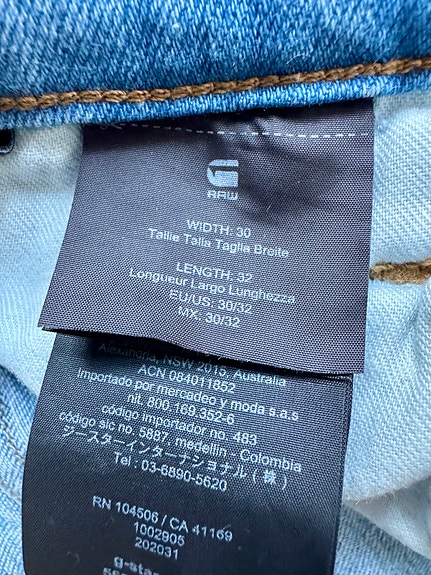 RAW
WIDTH: 30
Taille Talla Taglia Breite
LENGTH: 32
Longueur Largo Lunghezza
EU/US: 30/32
MX: 30/32
Alexandria, NSW 2015, Australia
ACN 084011852
Importado por mercadeo y moda s.a.s
nit. 800.169.352-6
código importador no. 483
código sic no. 5887, medellin - Colombia
ジースターインターナショナル(株)
Tel : 03-6890-5620
RN 104506 / CA 41169
1002905
202031
g-star